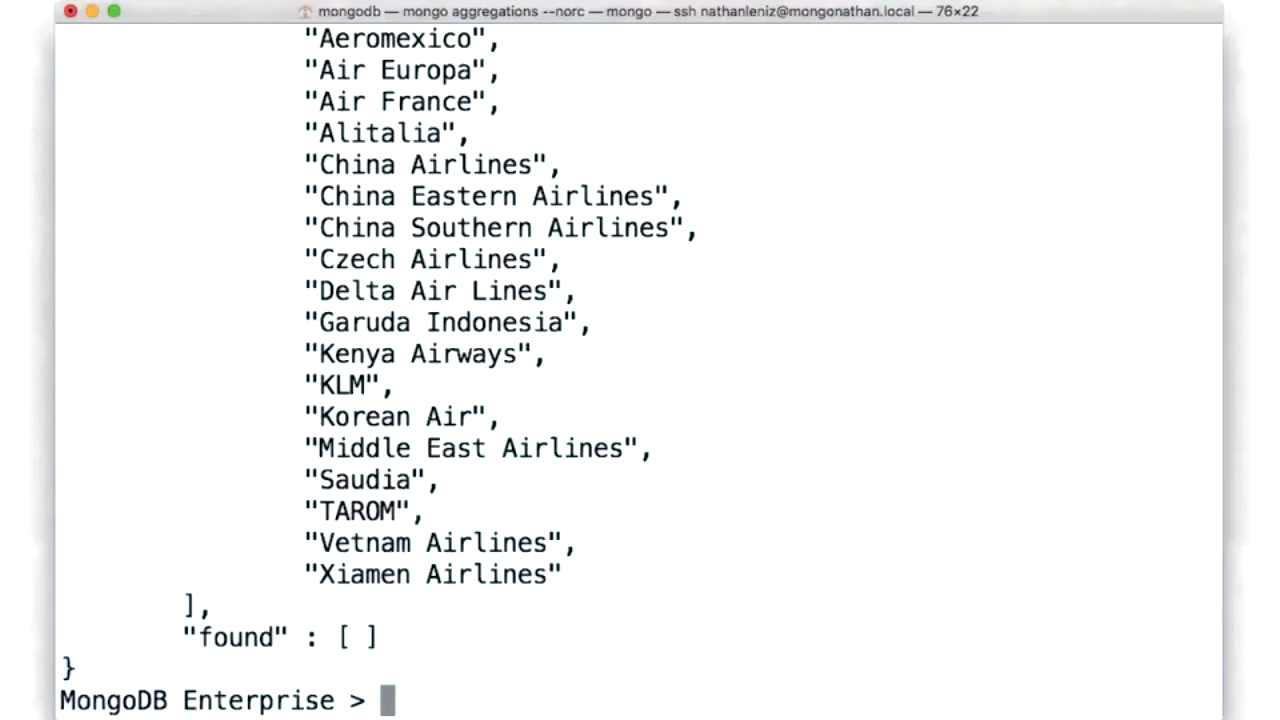 mongodb — mongo aggregations --norc — mongo — ssh nathanleniz@mongonathan.local — 76×22
"Aeromexico",
"Air Europa",
"Air France",
"Alitalia",
"China Airlines",
"China Eastern Airlines",
"China Southern Airlines",
"Czech Airlines",
"Delta Air Lines",
"Garuda Indonesia",
"Kenya Airways",
"KLM",
"Korean Air",
"Middle East Airlines",
"Saudia",
"TAROM",
"Vetnam Airlines",
"Xiamen Airlines"
],
"found" : [ ]
}
MongoDB Enterprise >